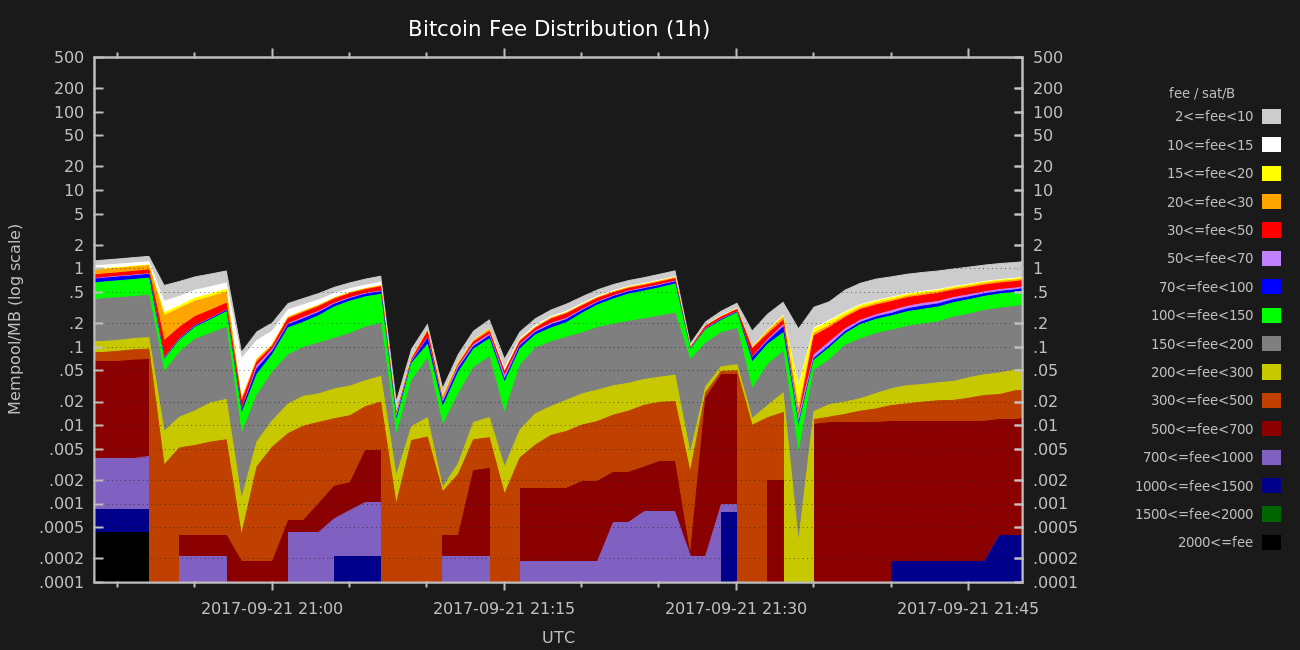 Bitcoin Fee Distribution (1h)
500
200
100
50
20
10
5
2
1
.5
.2
.1
.05
.02
.01
.005
.002
.001
.0005
.0002
.0001
Mempool/MB (log scale)
500
200
100
50
20
10
5
2
1
.5
.2
.1
.05
.02
.01
.005
.002
.001
.0005
.0002
.0001
2017-09-21 21:00
2017-09-21 21:15
2017-09-21 21:30
2017-09-21 21:45
UTC
fee / sat/B
2<=fee<10
10<=fee<15
15<=fee<20
20<=fee<30
30<=fee<50
50<=fee<70
70<=fee<100
100<=fee<150
150<=fee<200
200<=fee<300
300<=fee<500
500<=fee<700
700<=fee<1000
1000<=fee<1500
1500<=fee<2000
2000<=fee